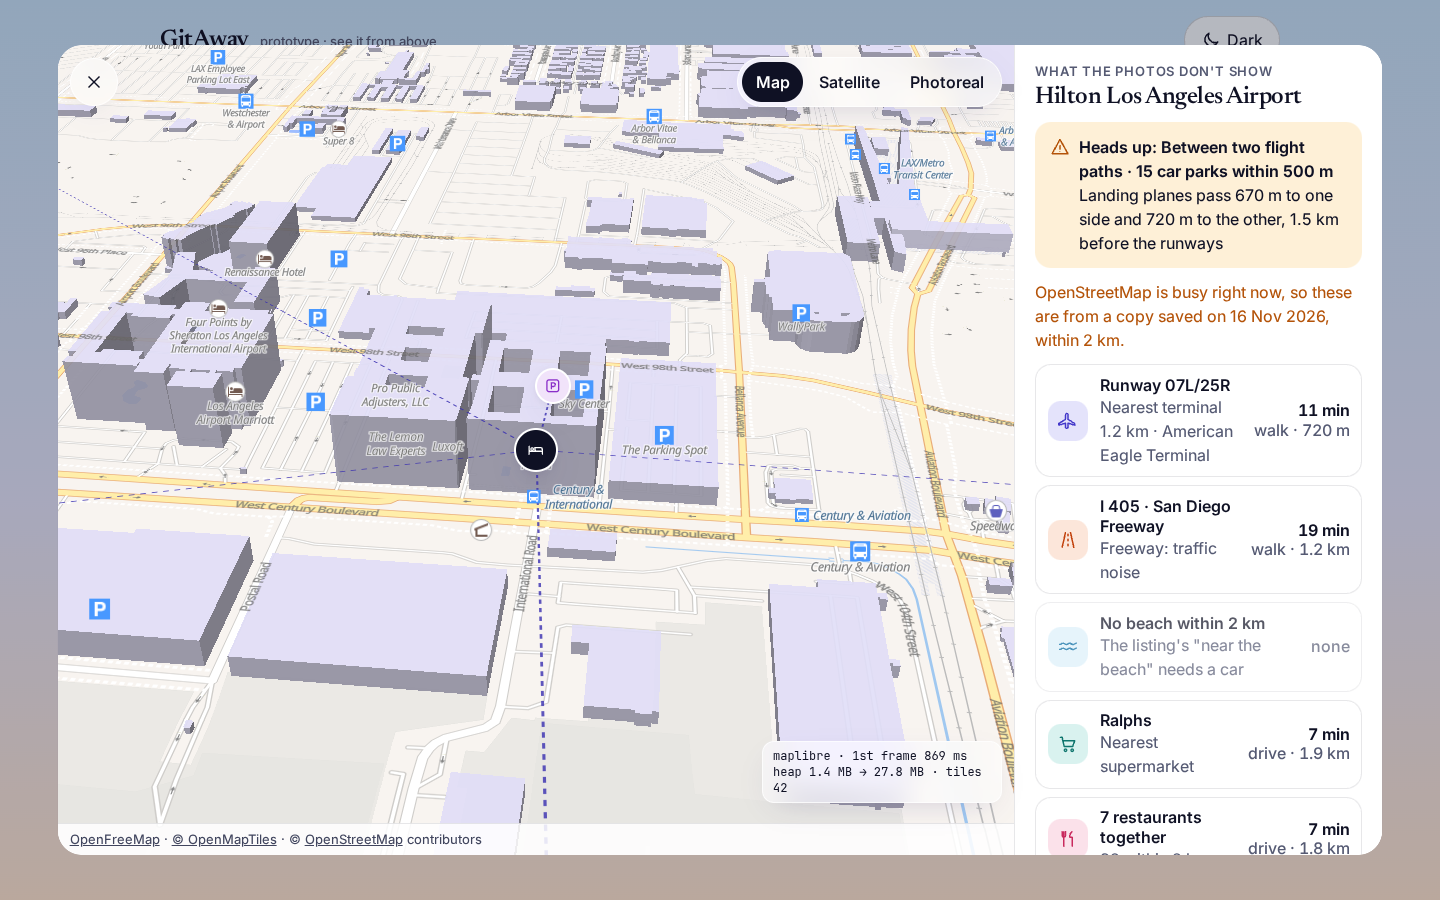 GitAway prototype · see it from above
Dark
Map Satellite Photoreal
LAX Employee
Parking Lot East
Westchester
& Airport
Super 8
Arbor Vitae
& Bellanca
LAX/Metro
Transit Center
West 98th Street
Renaissance Hotel
Four Points by
Sheraton Los Angeles
International Airport
Los Angeles
Airport Marriott
West 98th Street
Pro Public
Adjusters, LLC
Sky Center
West 98th Street
WallyPark
Bellanca Avenue
West 98th Street
The Lemon
Law Experts
Luxoft
The Parking Spot
Aviation Boulevard
Century &
International
West Century Boulevard
West Century Boulevard
Century & Aviation
Century & Aviation
Postal Road
International Road
West 104th Street
Aviation Boulevard
maplibre · 1st frame 869 ms
heap 1.4 MB → 27.8 MB · tiles
42
OpenFreeMap · © OpenMapTiles · © OpenStreetMap contributors
WHAT THE PHOTOS DON'T SHOW
Hilton Los Angeles Airport
Heads up: Between two flight
paths · 15 car parks within 500 m
Landing planes pass 670 m to one
side and 720 m to the other, 1.5 km
before the runways
OpenStreetMap is busy right now, so these
are from a copy saved on 16 Nov 2026,
within 2 km.
Runway 07L/25R
Nearest terminal
1.2 km · American
Eagle Terminal
11 min
walk · 720 m
I 405 · San Diego
Freeway
Freeway: traffic
noise
19 min
walk · 1.2 km
No beach within 2 km
The listing's "near the
beach" needs a car
none
Ralphs
Nearest
supermarket
7 min
drive · 1.9 km
7 restaurants
together
7 min
drive · 1.8 km